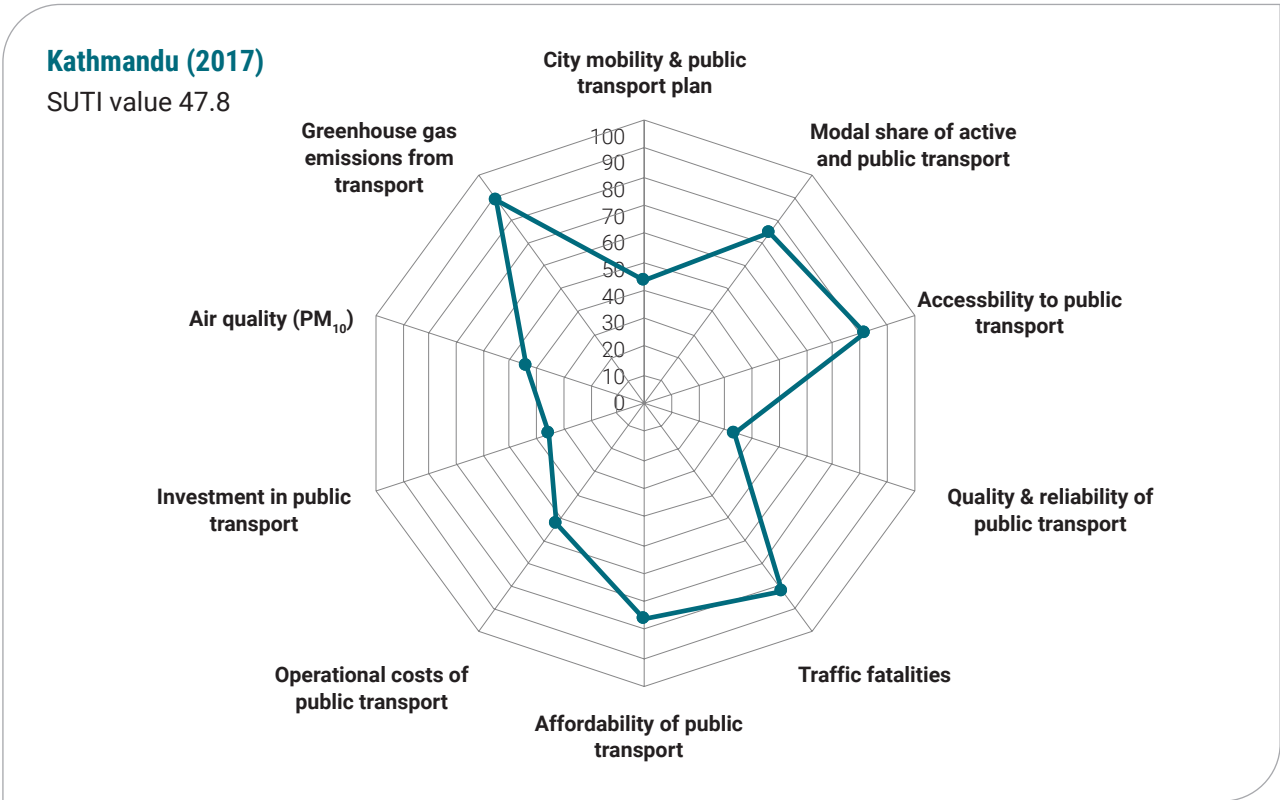 Kathmandu (2017)
SUTI value 47.8
City mobility & public
transport plan
Modal share of active
and public transport
Accessbility to public
transport
Quality & reliability of
public transport
Traffic fatalities
Affordability of public
transport
Operational costs of
public transport
Investment in public
transport
Air quality (PM₁₀)
Greenhouse gas
emissions from
transport
100
90
80
70
60
50
40
30
20
10
0